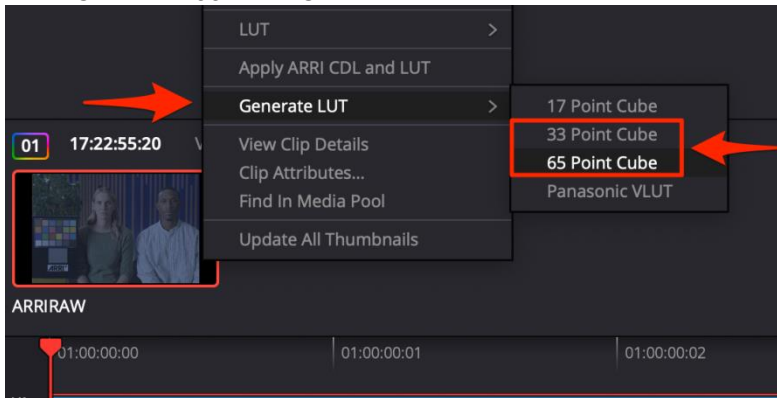 LUT
Apply ARRI CDL and LUT
Generate LUT
17 Point Cube
33 Point Cube
65 Point Cube
Panasonic VLUT
View Clip Details
Clip Attributes...
Find In Media Pool
Update All Thumbnails
01 17:22:55:20
ARRI
ARRIRAW
01:00:00:00 01:00:00:01 01:00:00:02